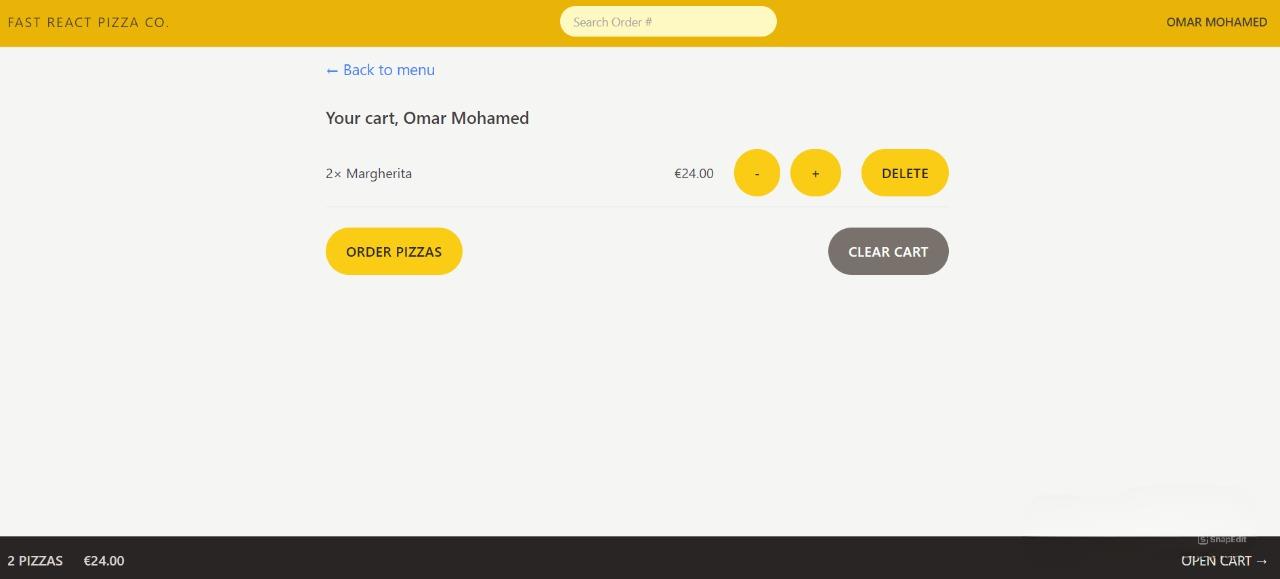 FAST REACT PIZZA CO. Search Order # OMAR MOHAMED
← Back to menu
Your cart, Omar Mohamed
2× Margherita €24.00 - + DELETE
ORDER PIZZAS CLEAR CART
SnapEdit
2 PIZZAS €24.00 OPEN CART →